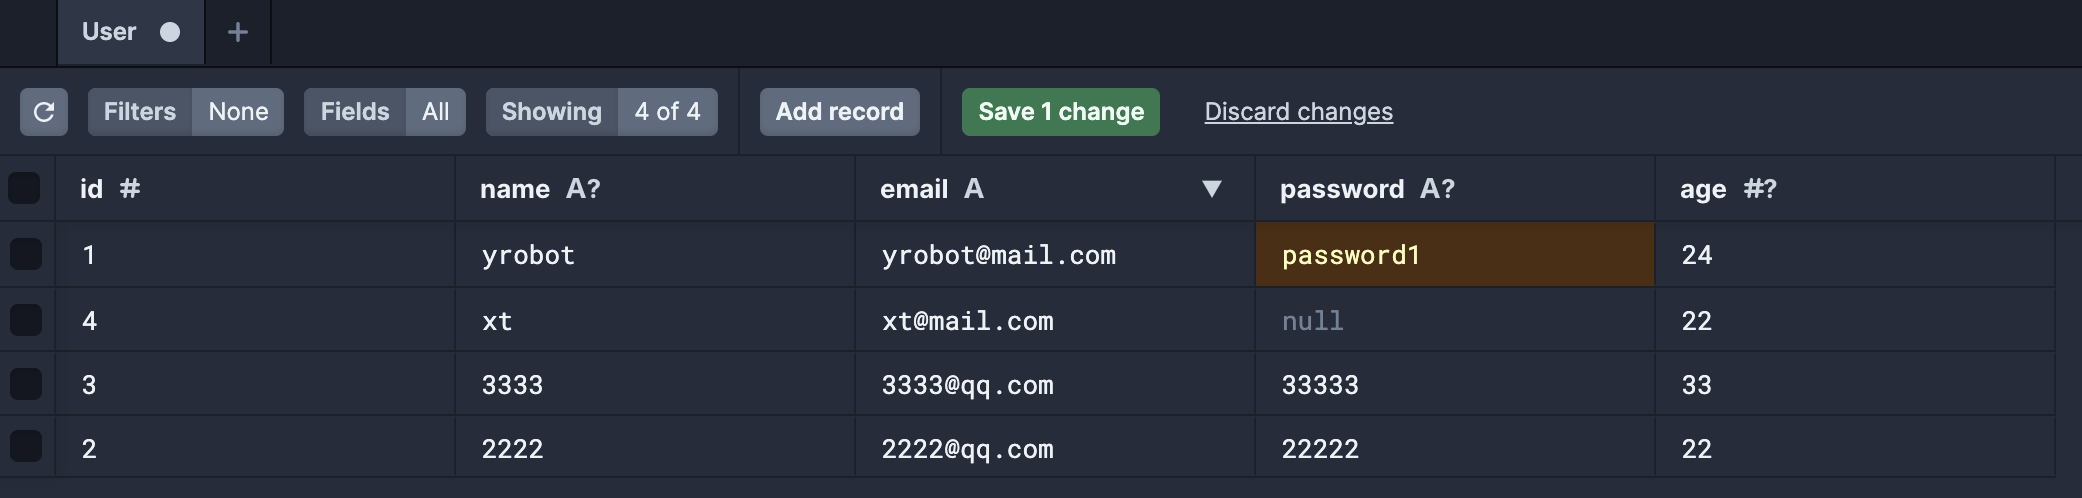 User +
Filters None Fields All Showing 4 of 4 Add record Save 1 change Discard changes
id # name A? email A ▼ password A? age #?
1 yrobot yrobot@mail.com password1 24
4 xt xt@mail.com null 22
3 3333 3333@qq.com 33333 33
2 2222 2222@qq.com 22222 22